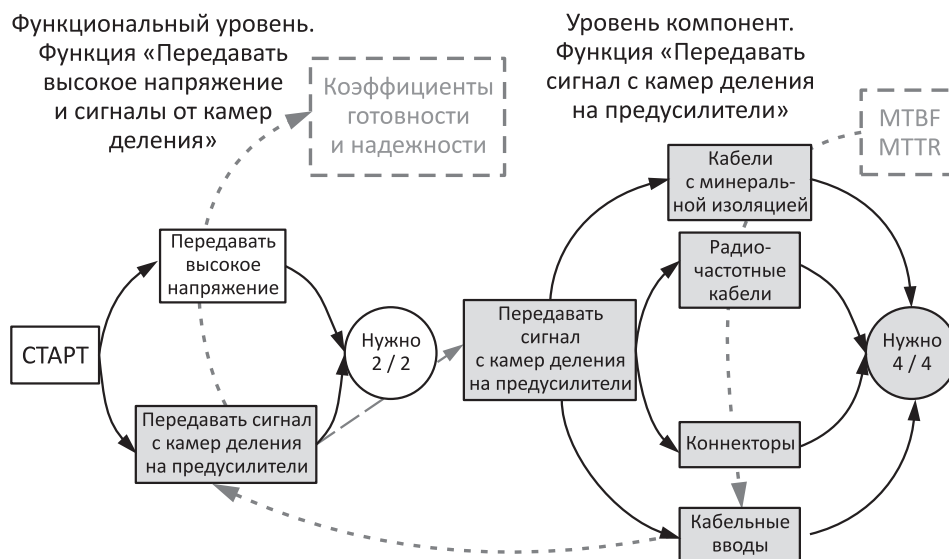 Функциональный уровень.
Функция «Передавать
высокое напряжение
и сигналы от камер
деления»
Коэффициенты
готовности
и надежности
Уровень компонент.
Функция «Передавать
сигнал с камер деления
на предусилители»
MTBF
MTTR
Кабели
с минераль-
ной изоляцией
Передавать
высокое
напряжение
Радио-
частотные
кабели
СТАРТ
Нужно
2 / 2
Передавать
сигнал
с камер деления
на предусилители
Нужно
4 / 4
Передавать сигнал
с камер деления
на предусилители
Коннекторы
Кабельные
вводы